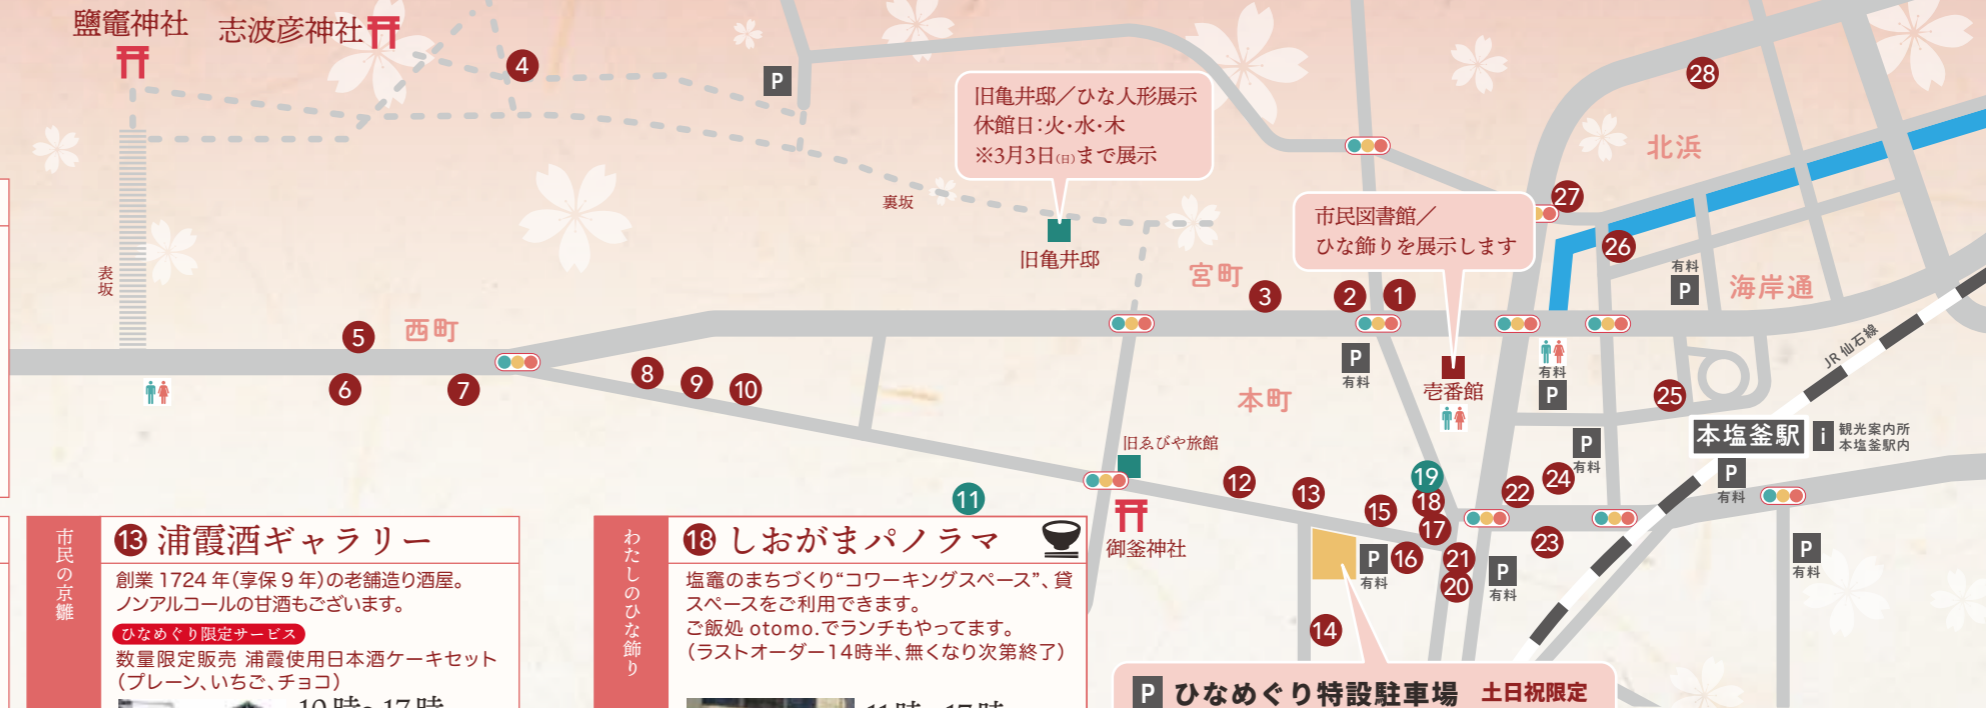 鹽竈神社
志波彦神社
4
P
28
旧亀井邸／ひな人形展示
休館日：火・水・木
※3月3日(日)まで展示
北浜
27
裏坂
市民図書館／
ひな飾りを展示します
26
旧亀井邸
有料
P
表坂
宮町
3
2
1
海岸通
5
西町
JR 仙石線
P
有料
有料
P
8
9
10
6
7
壱番館
本町
25
本塩釜駅
i
観光案内所
本塩釜駅内
旧ゑびや旅館
P
有料
P
有料
11
12
13
15
19
18
17
22
24
16
21
20
23
P
有料
P
有料
P
有料
御釜神社
14
市民の京雛
13 浦霞酒ギャラリー
創業 1724 年（享保 9 年）の老舗造り酒屋。
ノンアルコールの甘酒もございます。
ひなめぐり限定サービス
数量限定販売 浦霞使用日本酒ケーキセット
（プレーン、いちご、チョコ）
わたしのひな飾り
18 しおがまパノラマ
塩竈のまちづくり“コワーキングスペース”、貸
スペースをご利用できます。
ご飯処 otomo.でランチもやってます。
（ラストオーダー14時半、無くなり次第終了）
P ひなめぐり特設駐車場 土日祝限定